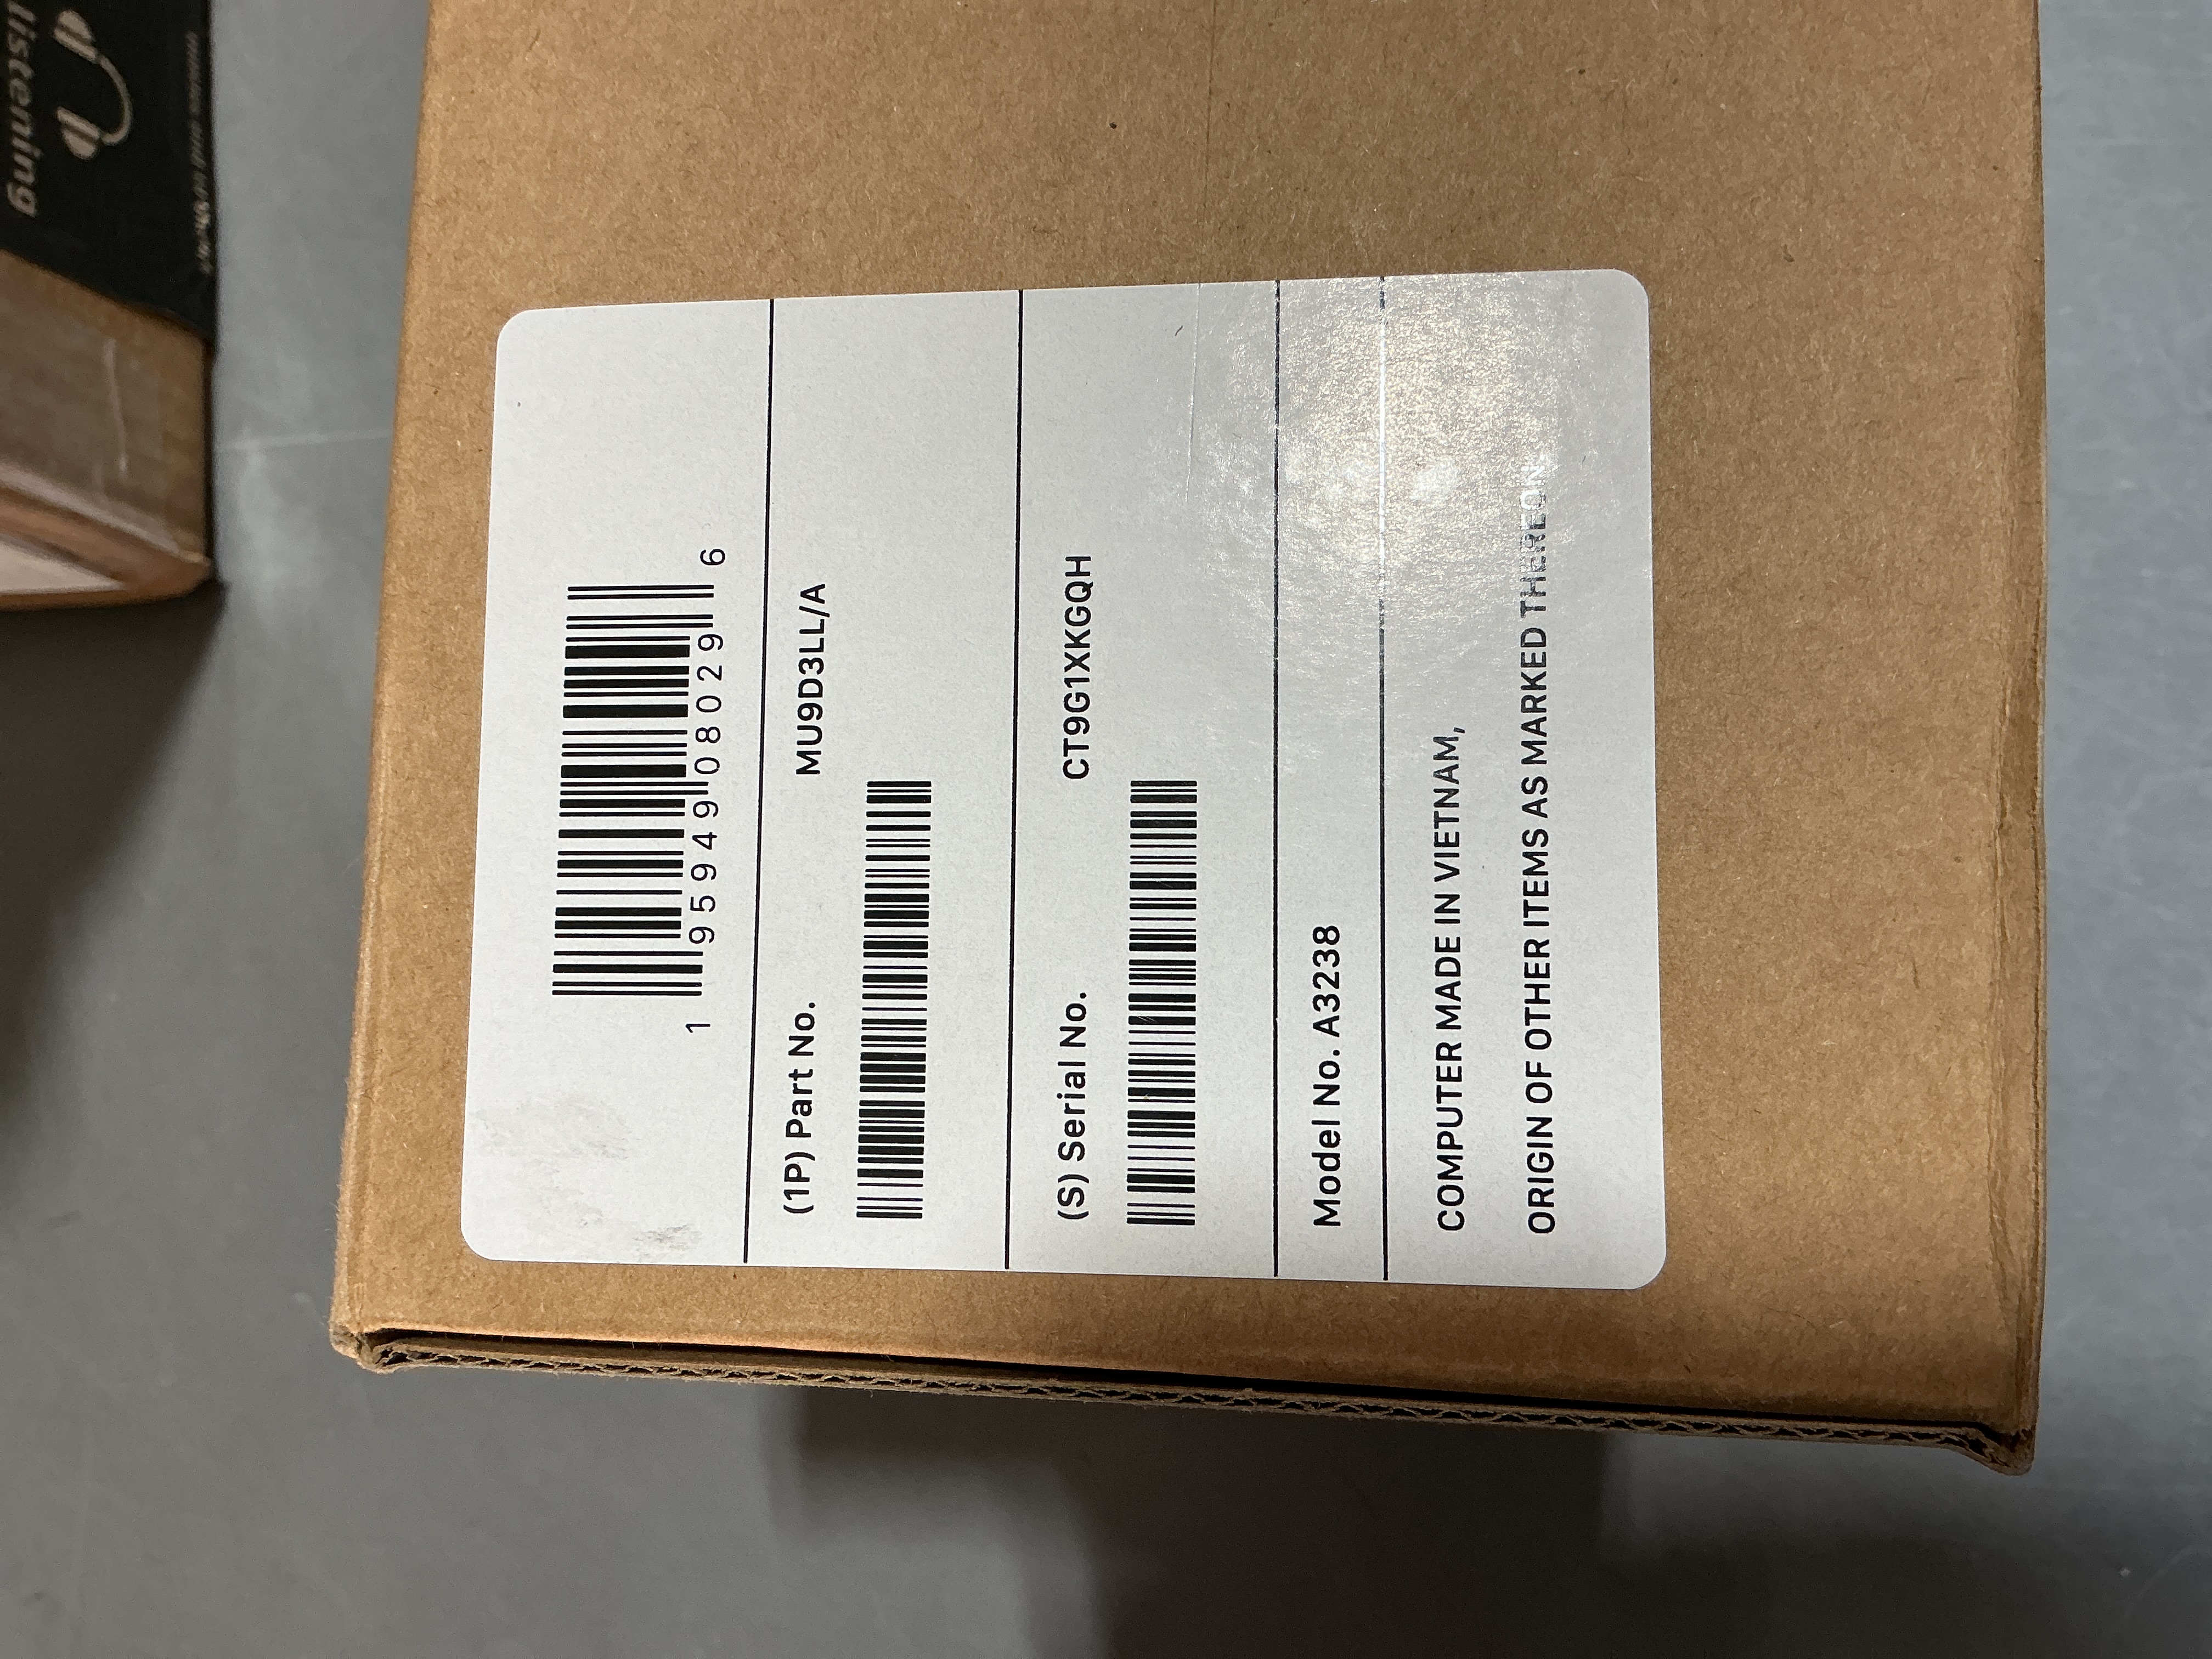 listening
1 95949 08029 6
(1P) Part No. MU9D3LL/A
(S) Serial No. CT9G1XKGQH
Model No. A3238
COMPUTER MADE IN VIETNAM,
ORIGIN OF OTHER ITEMS AS MARKED THEREON